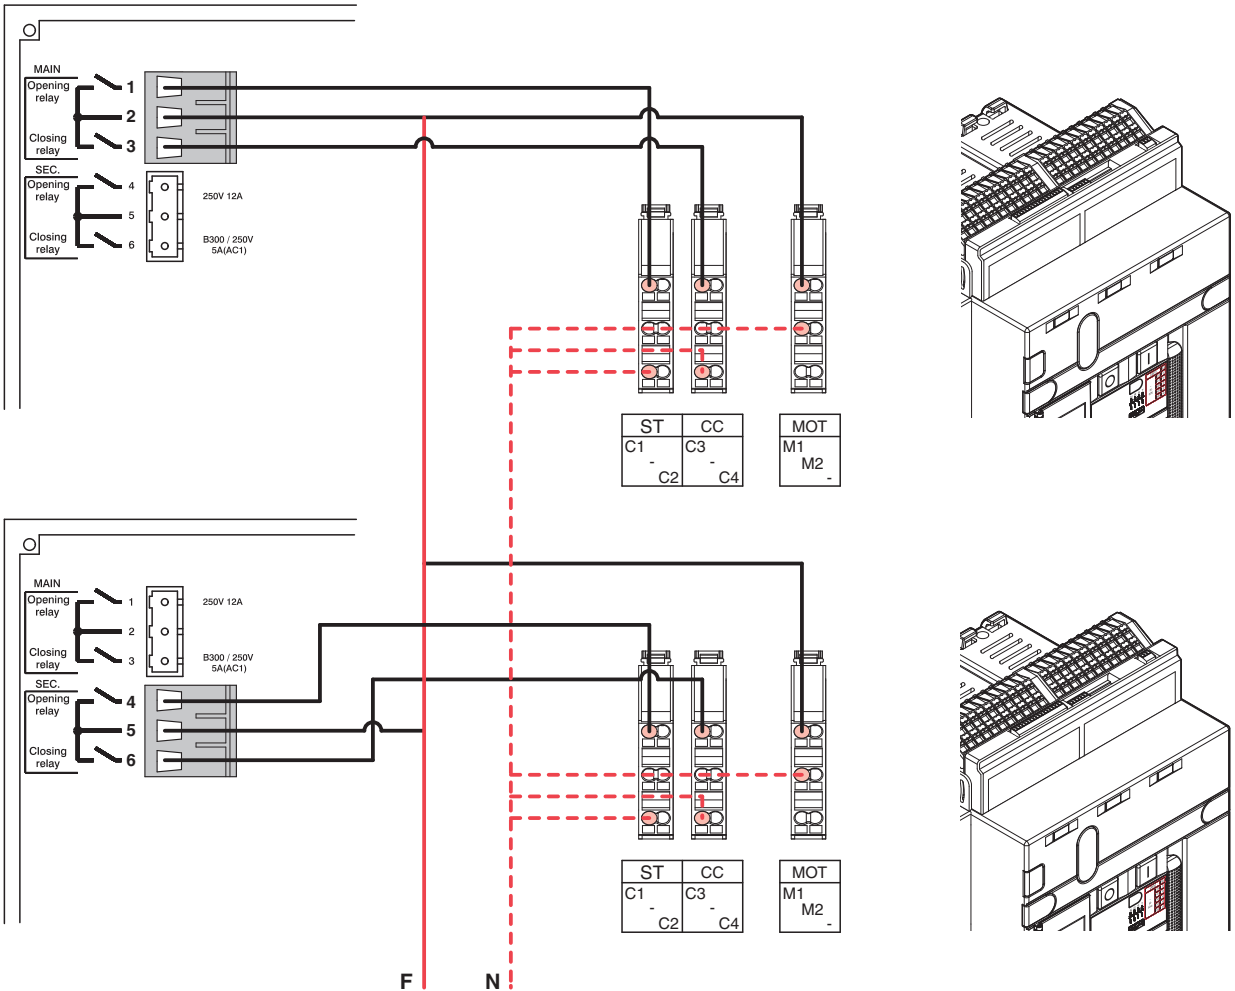 MAIN
Opening
relay
1
2
Closing
relay
3
SEC.
Opening
relay
4
250V 12A
5
Closing
relay
6
B300 / 250V
5A(AC1)
ST CC MOT
C1 C3 M1
- - M2
C2 C4 -
MAIN
Opening
relay
1
250V 12A
2
Closing
relay
3
B300 / 250V
5A(AC1)
SEC.
Opening
relay
4
5
Closing
relay
6
ST CC MOT
C1 C3 M1
- - M2
C2 C4 -
F N